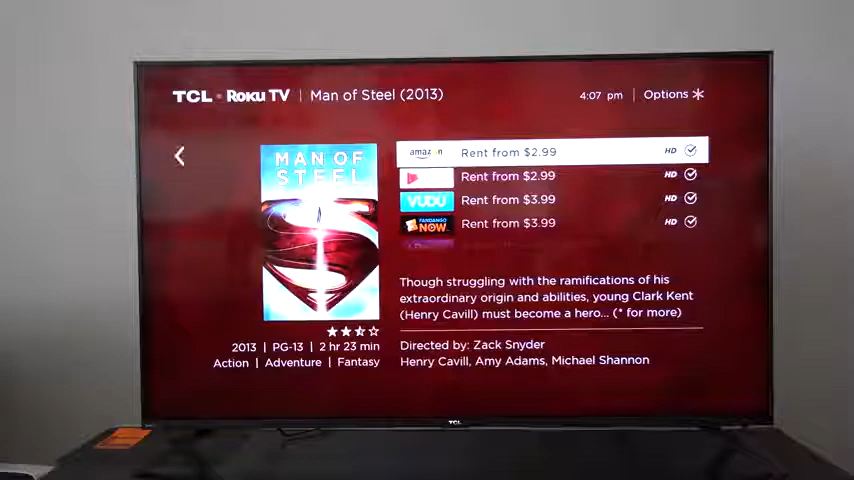 TCL • Roku TV | Man of Steel (2013)
4:07 pm | Options *
MAN OF
STEEL
amazon Rent from $2.99 HD
Rent from $2.99 HD
VUDU Rent from $3.99 HD
FANDANGO NOW Rent from $3.99 HD
Though struggling with the ramifications of his
extraordinary origin and abilities, young Clark Kent
(Henry Cavill) must become a hero... (* for more)
2013 | PG-13 | 2 hr 23 min
Action | Adventure | Fantasy
Directed by: Zack Snyder
Henry Cavill, Amy Adams, Michael Shannon
TCL